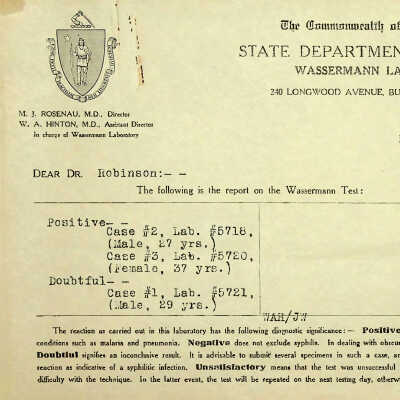 The Commonwealth of
STATE DEPARTMEN
WASSERMANN LA
240 LONGWOOD AVENUE, BU
M. J. ROSENAU, M.D., Director
W. A. HINTON, M.D., Assistant Director
in charge of Wassermann Laboratory
DEAR DR. Robinson:- -
The following is the report on the Wassermann Test:
Positive- -
Case #2, Lab. #5718,
(Male, 27 yrs.)
Case #3, Lab. #5720,
(Female, 37 yrs.)
Doubtful- -
Case #1, Lab. #5721,
(Male, 29 yrs.)
WAH/JW
The reaction as carried out in this laboratory has the following diagnostic significance: — Positive
conditions such as malaria and pneumonia. Negative does not exclude syphilis. In dealing with obscu
Doubtful signifies an inconclusive result. It is advisable to submit several specimens in such a case, an
reaction as indicative of a syphilitic infection. Unsatisfactory means that the test was unsuccessful
difficulty with the technique. In the latter event, the test will be repeated on the next testing day, otherw